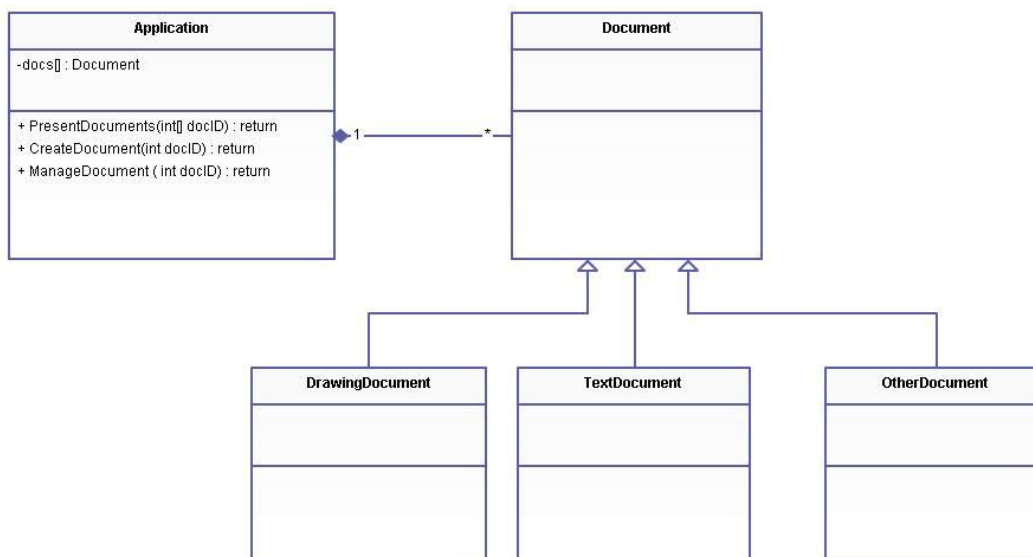 Application
-docs[] : Document
+ PresentDocuments(int[] docID) : return
+ CreateDocument(int docID) : return
+ ManageDocument ( int docID) : return
1
*
Document
DrawingDocument
TextDocument
OtherDocument